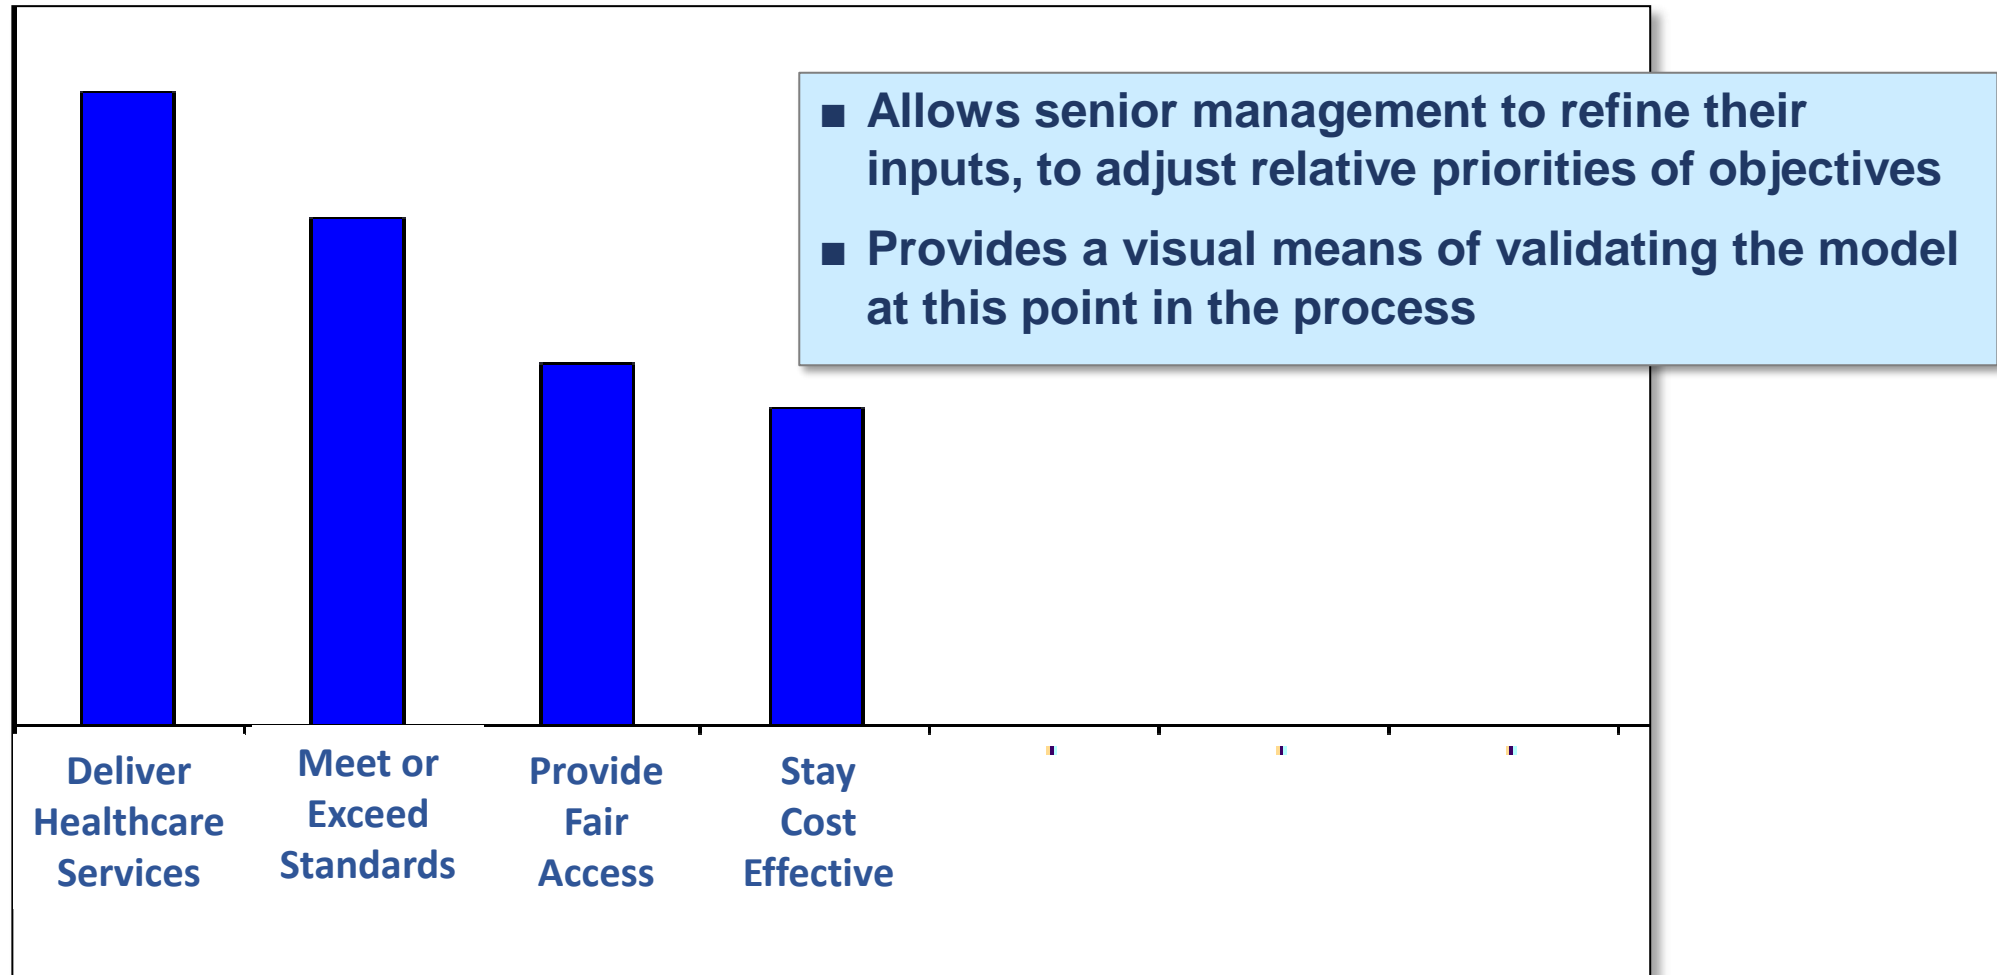 ■ Allows senior management to refine their
inputs, to adjust relative priorities of objectives
■ Provides a visual means of validating the model
at this point in the process
Deliver
Healthcare
Services
Meet or
Exceed
Standards
Provide
Fair
Access
Stay
Cost
Effective